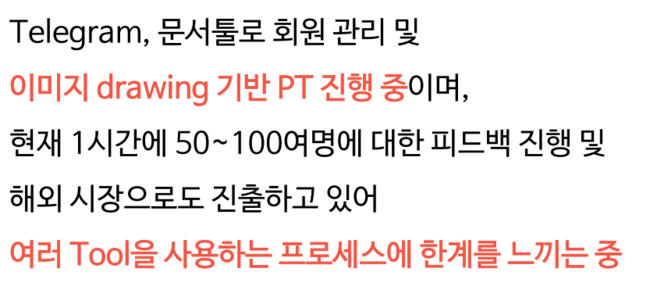 Telegram, 문서툴로 회원 관리 및
이미지 drawing 기반 PT 진행 중이며,
현재 1시간에 50~100여명에 대한 피드백 진행 및
해외 시장으로도 진출하고 있어
여러 Tool을 사용하는 프로세스에 한계를 느끼는 중